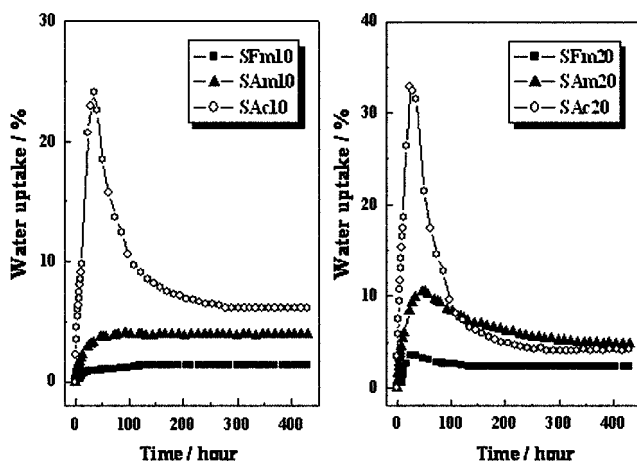 30
20
10
0
Water uptake / %
SFm10
SAm10
SAc10
0 100 200 300 400
Time / hour
40
30
20
10
0
Water uptake / %
SFm20
SAm20
SAc20
0 100 200 300 400
Time / hour